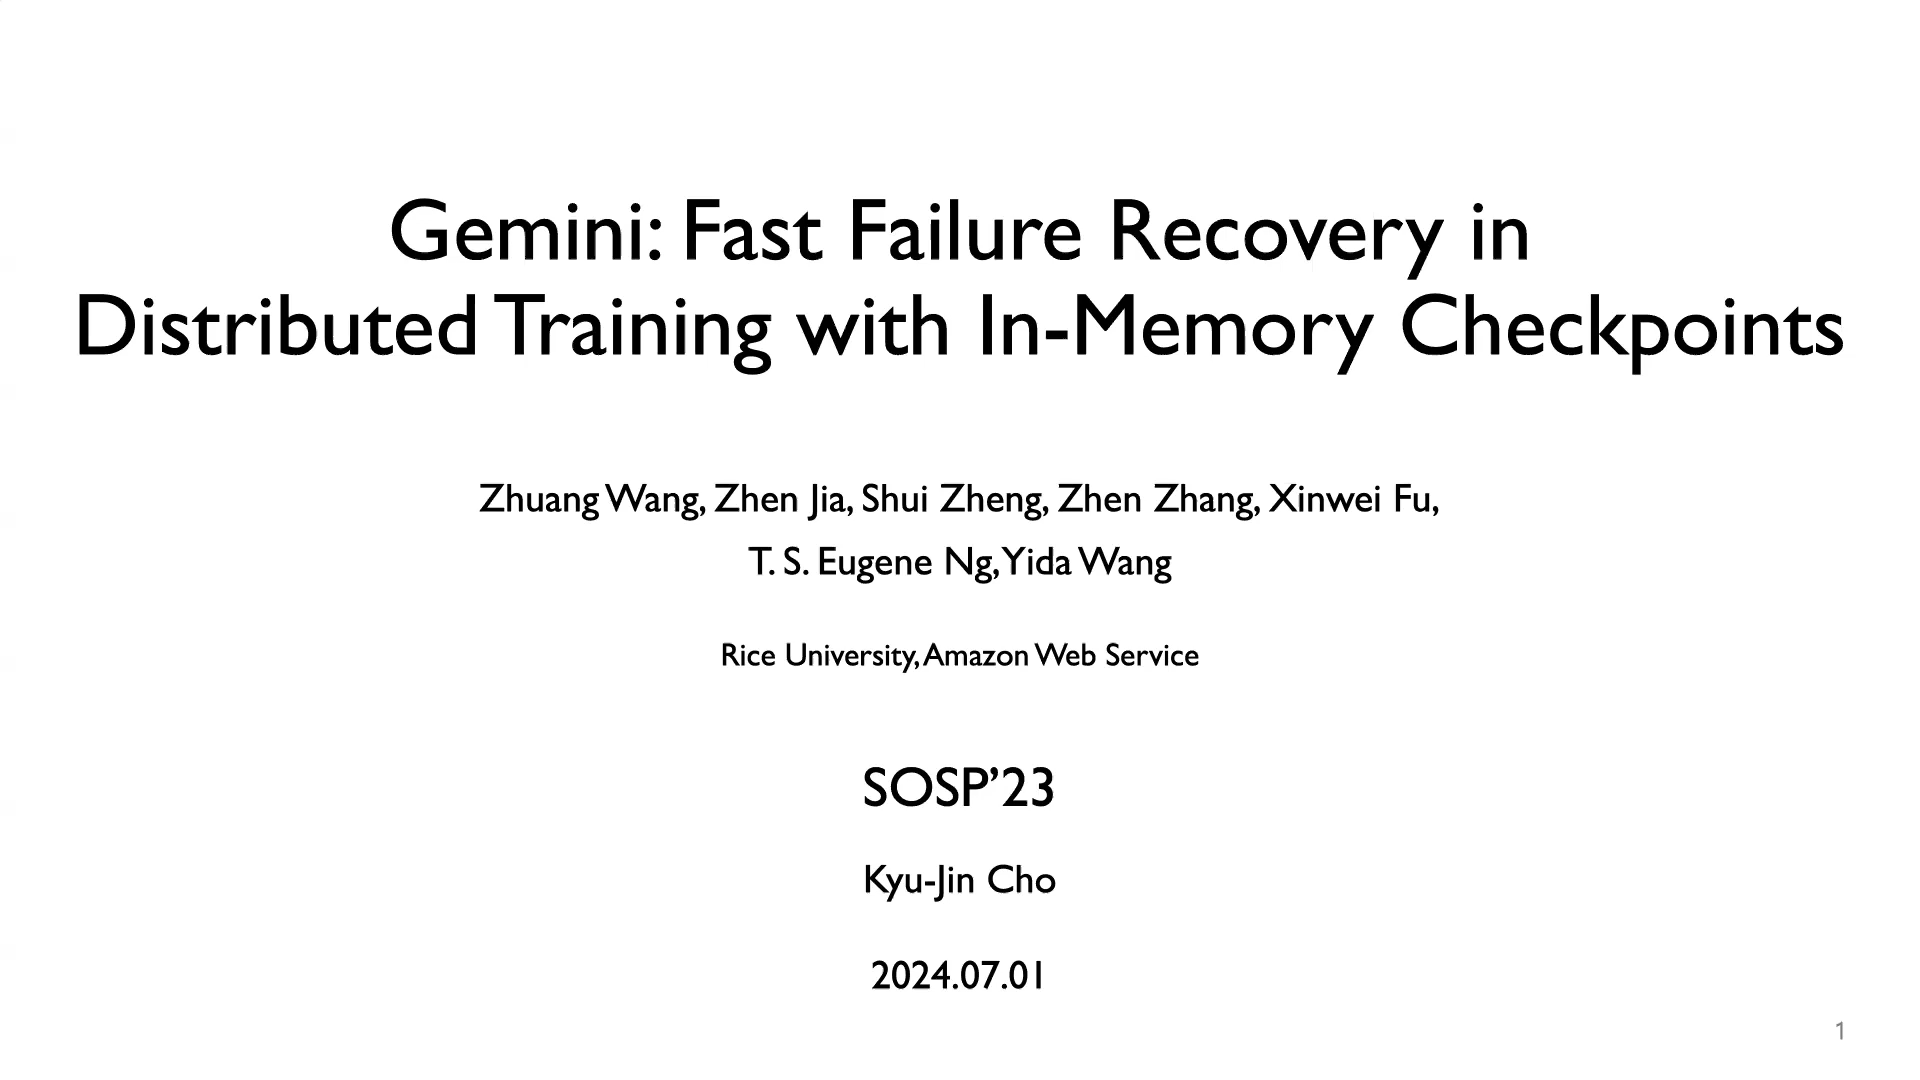 Gemini: Fast Failure Recovery in
Distributed Training with In-Memory Checkpoints
Zhuang Wang, Zhen Jia, Shui Zheng, Zhen Zhang, Xinwei Fu,
T. S. Eugene Ng, Yida Wang
Rice University, Amazon Web Service
SOSP’23
Kyu-Jin Cho
2024.07.01
1